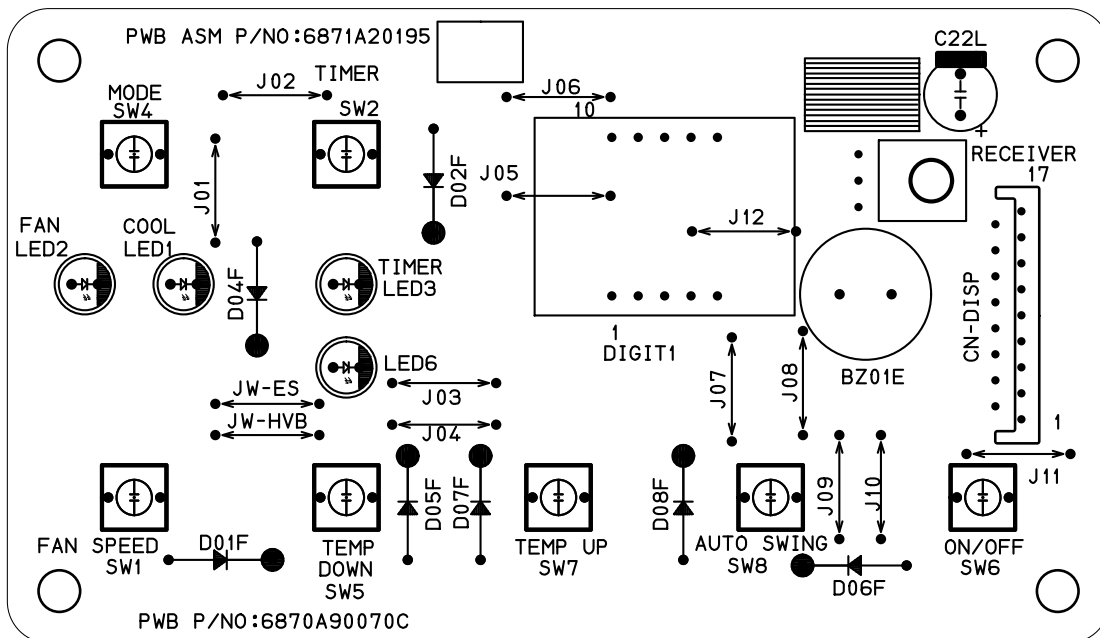 PWB ASM P/NO:6871A20195
C22L
TIMER
J02
J06
MODE
SW4
SW2
10
+
RECEIVER
17
J01
D02F
J05
J12
FAN
LED2
COOL
LED1
D04F
TIMER
LED3
CN-DISP
1
DIGIT1
LED6
BZ01E
J07
J08
JW-ES
J03
JW-HVB
J04
1
J11
D05F
D07F
D08F
J09
J10
FAN
SPEED
SW1
D01F
TEMP
DOWN
SW5
TEMP UP
SW7
AUTO SWING
SW8
D06F
ON/OFF
SW6
PWB P/NO:6870A90070C